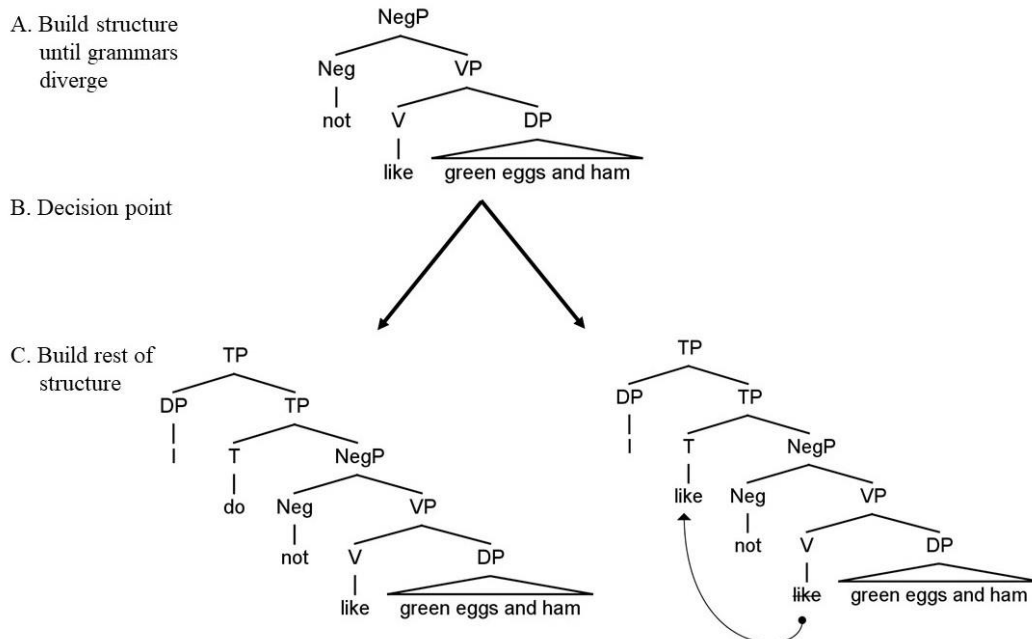 A. Build structure
until grammars
diverge
NegP
Neg VP
not V DP
like green eggs and ham
B. Decision point
C. Build rest of
structure
TP
DP TP
I T NegP
do Neg VP
not V DP
like green eggs and ham
TP
DP TP
I T NegP
like Neg VP
not V DP
like green eggs and ham